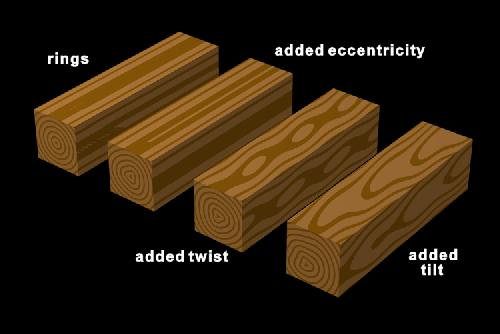 rings
added eccentricity
added twist
added
tilt